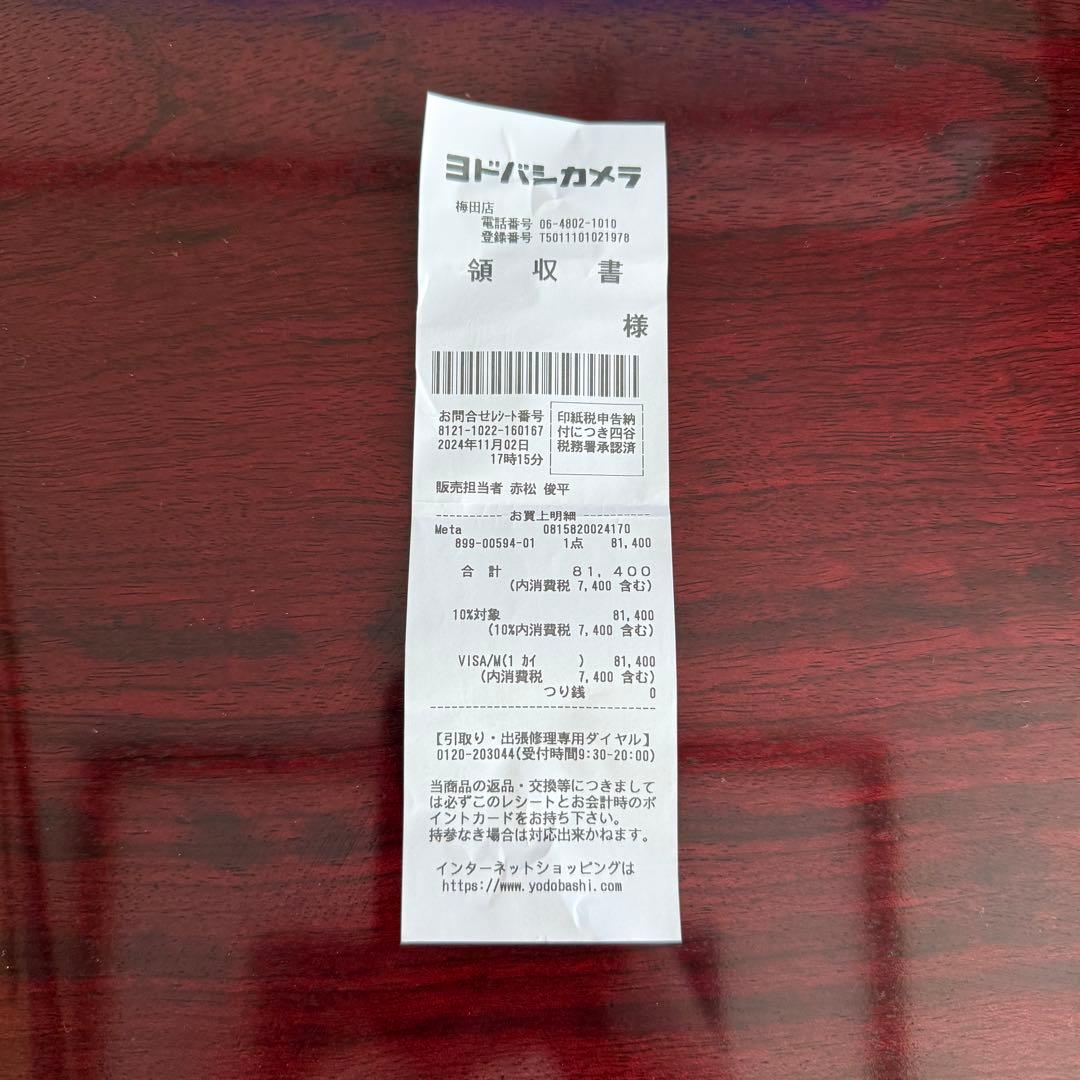 ヨドバシカメラ
梅田店
電話番号 06-4802-1010
登録番号 T5011101021978
領 収 書
様
お問合せﾚｼｰﾄ番号
8121-1022-160167
2024年11月02日
17時15分
印紙税申告納
付につき四谷
税務署承認済
販売担当者 赤松 俊平
---------- お買上明細 ----------
Meta 0815820024170
899-00594-01 1点 81,400
合 計 81,400
(内消費税 7,400 含む)
10%対象 81,400
(10%内消費税 7,400 含む)
VISA/M(1 ｶｲ ) 81,400
(内消費税 7,400 含む)
つり銭 0
【引取り・出張修理専用ダイヤル】
0120-203044(受付時間9:30-20:00)
当商品の返品・交換等につきまして
は必ずこのレシートとお会計時のポ
イントカードをお持ち下さい。
持参なき場合は対応出来かねます。
インターネットショッピングは
https://www.yodobashi.com